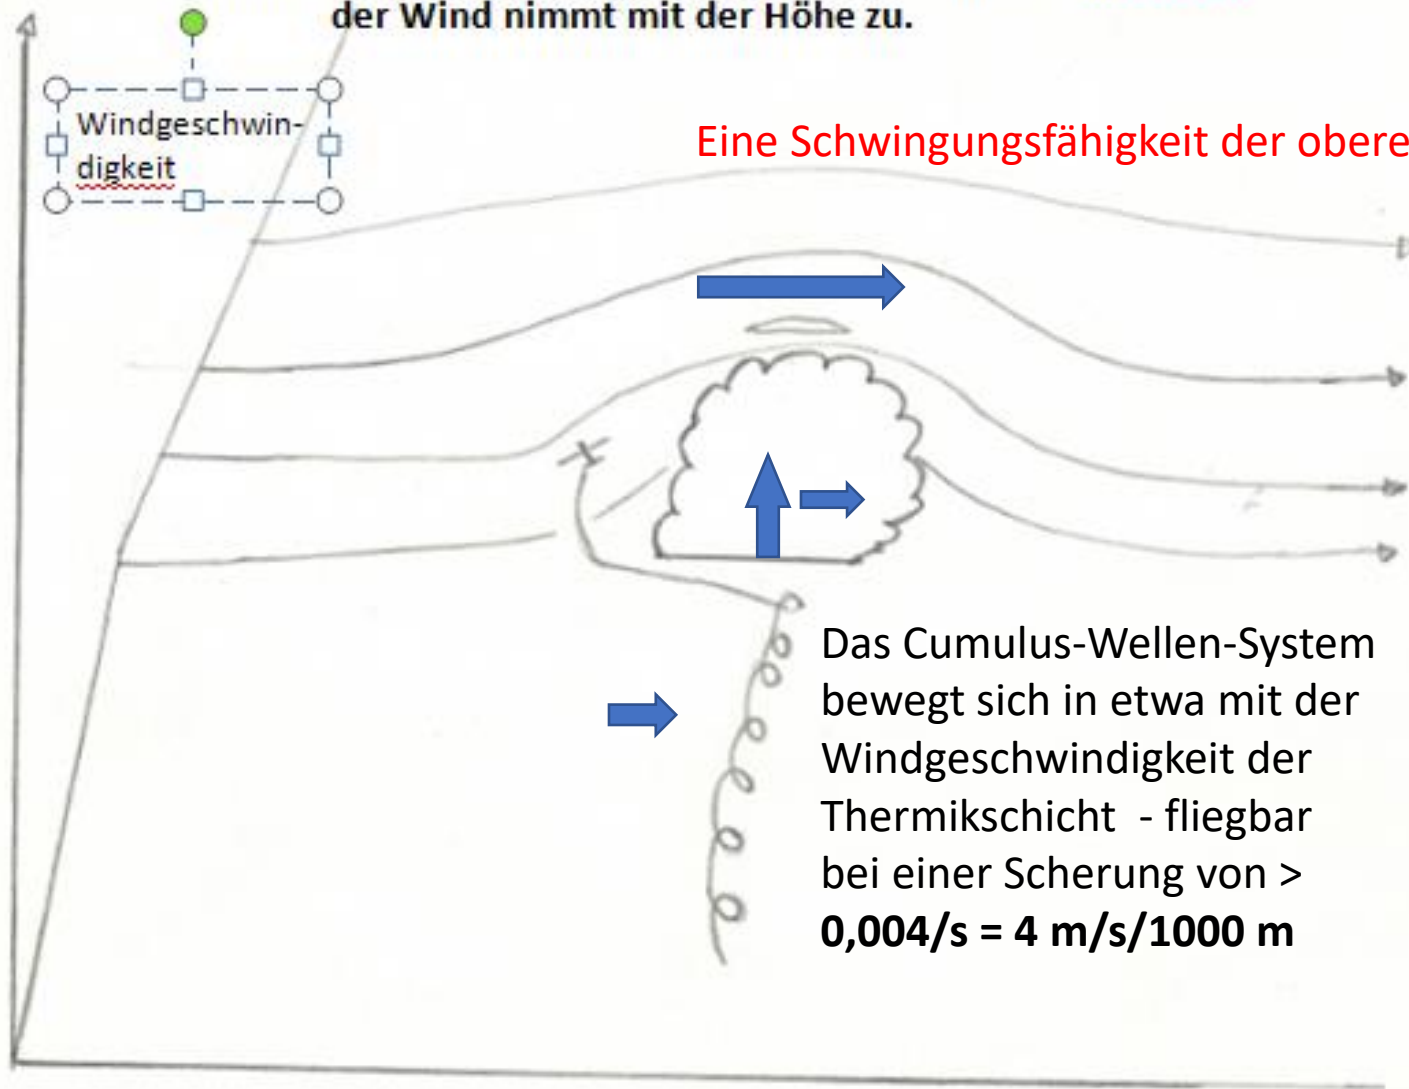 der Wind nimmt mit der Höhe zu.
Windgeschwin-
digkeit
Eine Schwingungsfähigkeit der obere
Das Cumulus-Wellen-System
bewegt sich in etwa mit der
Windgeschwindigkeit der
Thermikschicht - fliegbar
bei einer Scherung von >
0,004/s = 4 m/s/1000 m